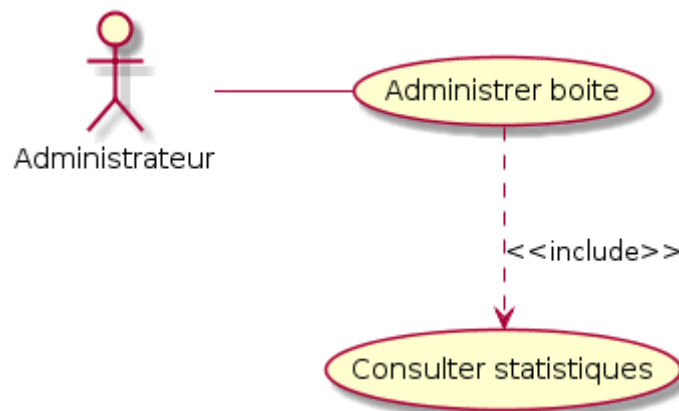 Administrer boite
Administrateur
<<include>>
Consulter statistiques